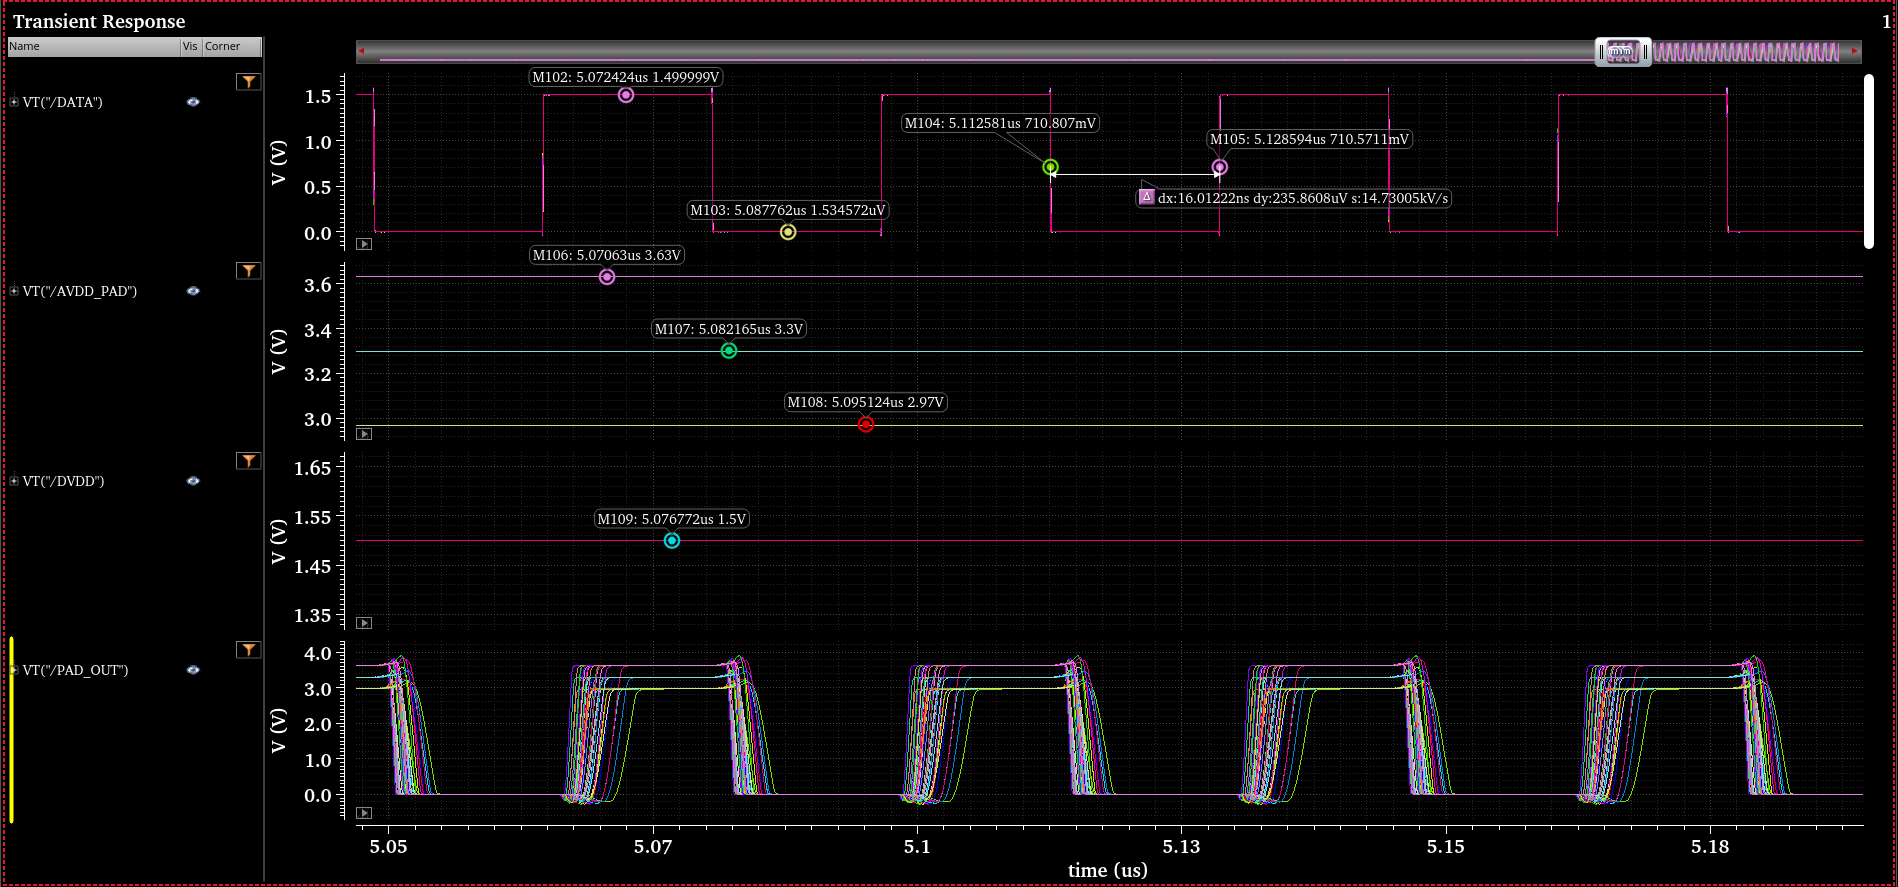 Transient Response
1
Name Vis Corner
VT("/DATA")
V (V)
1.5
1.0
0.5
0.0
M102: 5.072424us 1.499999V
M104: 5.112581us 710.807mV
M105: 5.128594us 710.5711mV
dx:16.01222ns dy:235.8608uV s:14.73005kV/s
M103: 5.087762us 1.534572uV
VT("/AVDD_PAD")
V (V)
3.6
3.4
3.2
3.0
M106: 5.07063us 3.63V
M107: 5.082165us 3.3V
M108: 5.095124us 2.97V
VT("/DVDD")
V (V)
1.65
1.55
1.45
1.35
M109: 5.076772us 1.5V
VT("/PAD_OUT")
V (V)
4.0
3.0
2.0
1.0
0.0
5.05 5.07 5.1 5.13 5.15 5.18
time (us)